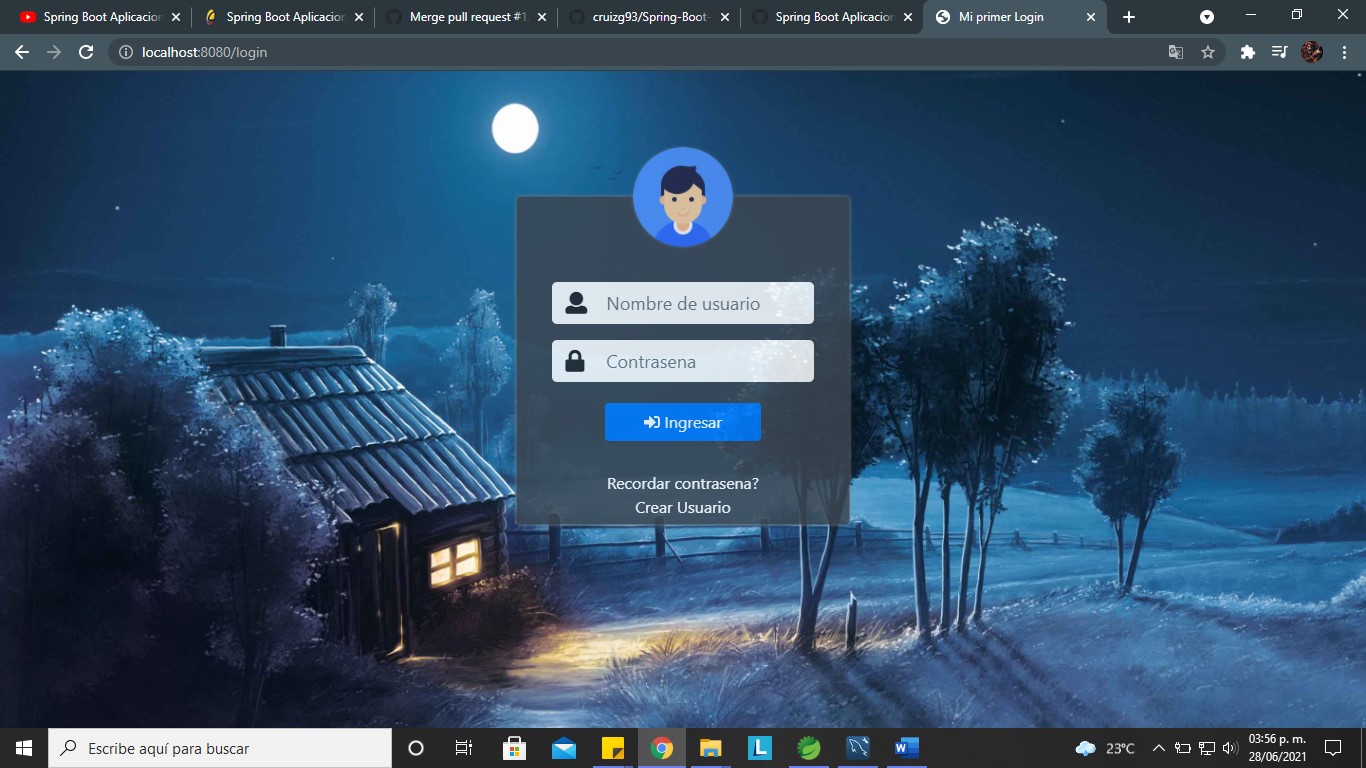 Spring Boot Aplicacion
Spring Boot Aplicacion
Merge pull request #1
cruizg93/Spring-Boot-
Spring Boot Aplicacion
Mi primer Login
localhost:8080/login
Nombre de usuario
Contrasena
Ingresar
Recordar contrasena?
Crear Usuario
Escribe aquí para buscar
L
W
23°C
03:56 p. m.
28/06/2021